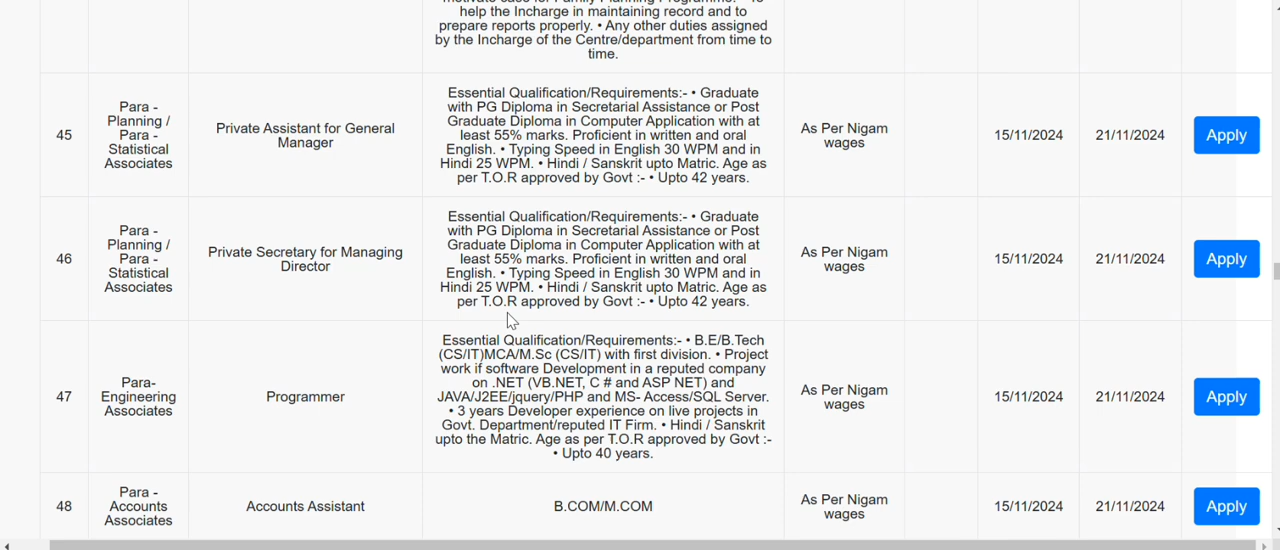 motivate case for Family Planning Programme. • To
help the Incharge in maintaining record and to
prepare reports properly. • Any other duties assigned
by the Incharge of the Centre/department from time to
time.
45
Para -
Planning /
Para -
Statistical
Associates
Private Assistant for General
Manager
Essential Qualification/Requirements:- • Graduate
with PG Diploma in Secretarial Assistance or Post
Graduate Diploma in Computer Application with at
least 55% marks. Proficient in written and oral
English. • Typing Speed in English 30 WPM and in
Hindi 25 WPM. • Hindi / Sanskrit upto Matric. Age as
per T.O.R approved by Govt :- • Upto 42 years.
As Per Nigam
wages
15/11/2024
21/11/2024
Apply
46
Para -
Planning /
Para -
Statistical
Associates
Private Secretary for Managing
Director
Essential Qualification/Requirements:- • Graduate
with PG Diploma in Secretarial Assistance or Post
Graduate Diploma in Computer Application with at
least 55% marks. Proficient in written and oral
English. • Typing Speed in English 30 WPM and in
Hindi 25 WPM. • Hindi / Sanskrit upto Matric. Age as
per T.O.R approved by Govt :- • Upto 42 years.
As Per Nigam
wages
15/11/2024
21/11/2024
Apply
47
Para-
Engineering
Associates
Programmer
Essential Qualification/Requirements:- • B.E/B.Tech
(CS/IT)MCA/M.Sc (CS/IT) with first division. • Project
work if software Development in a reputed company
on .NET (VB.NET, C # and ASP NET) and
JAVA/J2EE/jquery/PHP and MS- Access/SQL Server.
• 3 years Developer experience on live projects in
Govt. Department/reputed IT Firm. • Hindi / Sanskrit
upto the Matric. Age as per T.O.R approved by Govt :-
• Upto 40 years.
As Per Nigam
wages
15/11/2024
21/11/2024
Apply
48
Para -
Accounts
Associates
Accounts Assistant
B.COM/M.COM
As Per Nigam
wages
15/11/2024
21/11/2024
Apply